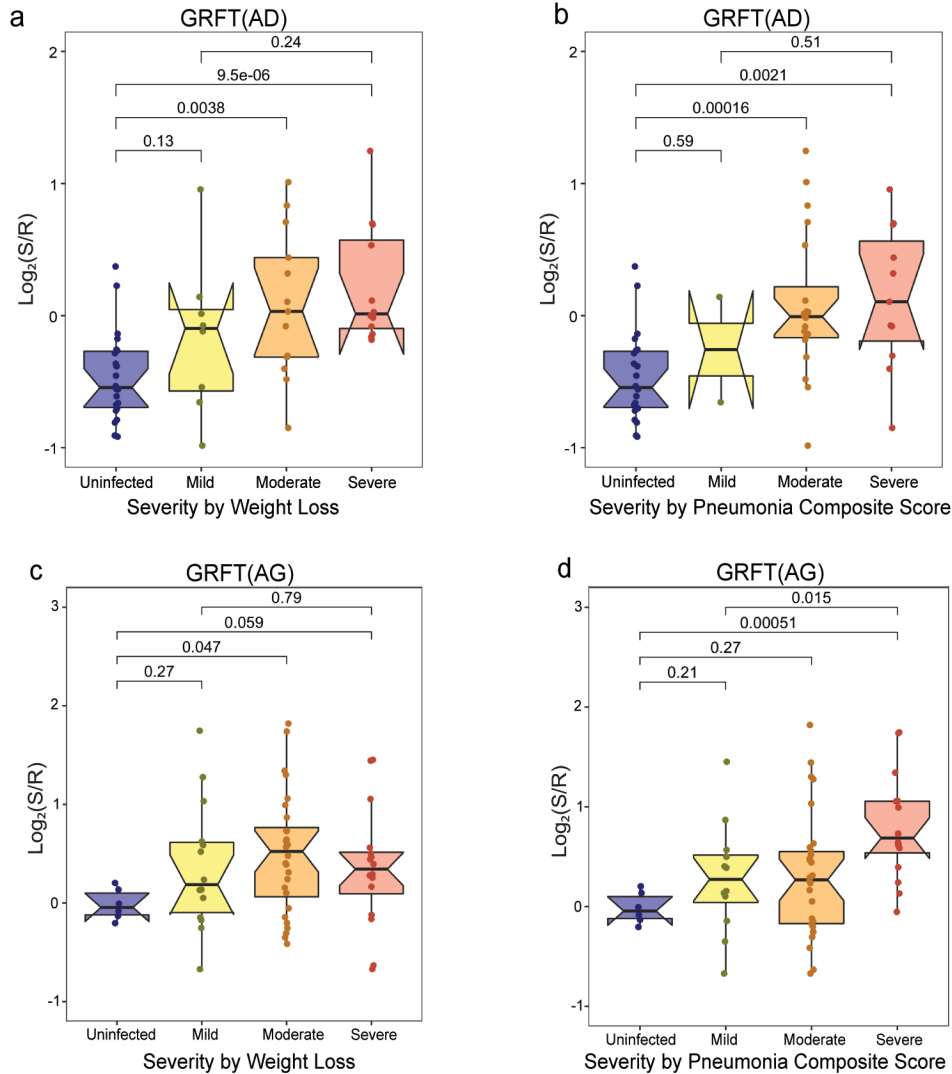 a
GRFT(AD)
2
1
0
-1
Log₂(S/R)
0.24
9.5e-06
0.0038
0.13
Uninfected Mild Moderate Severe
Severity by Weight Loss
b
GRFT(AD)
2
1
0
-1
Log₂(S/R)
0.51
0.0021
0.00016
0.59
Uninfected Mild Moderate Severe
Severity by Pneumonia Composite Score
c
GRFT(AG)
3
2
1
0
-1
Log₂(S/R)
0.79
0.059
0.047
0.27
Uninfected Mild Moderate Severe
Severity by Weight Loss
d
GRFT(AG)
3
2
1
0
-1
Log₂(S/R)
0.015
0.00051
0.27
0.21
Uninfected Mild Moderate Severe
Severity by Pneumonia Composite Score